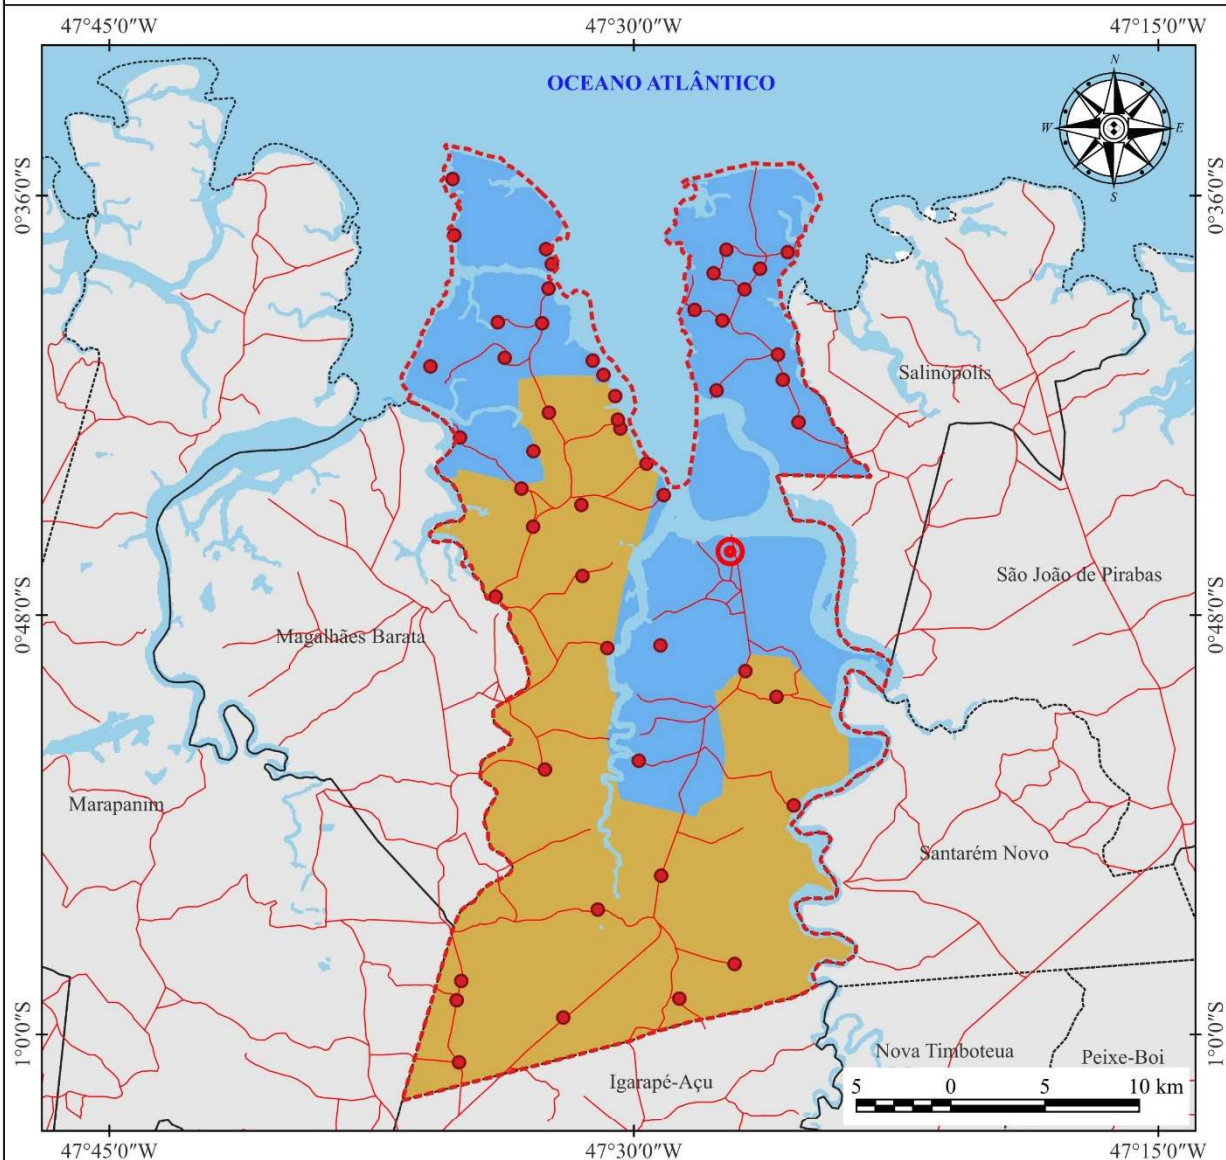 47°45′0″W 47°30′0″W 47°15′0″W
OCEANO ATLÂNTICO
N
W E
S
0°36′0″S 0°36′0″S
Salinópolis
São João de Pirabas
0°48′0″S 0°48′0″S
Magalhães Barata
Marapanim
Santarém Novo
1°0′0″S 1°0′0″S
Nova Timboteua Peixe-Boi
Igarapé-Açu
5 0 5 10 km
47°45′0″W 47°30′0″W 47°15′0″W